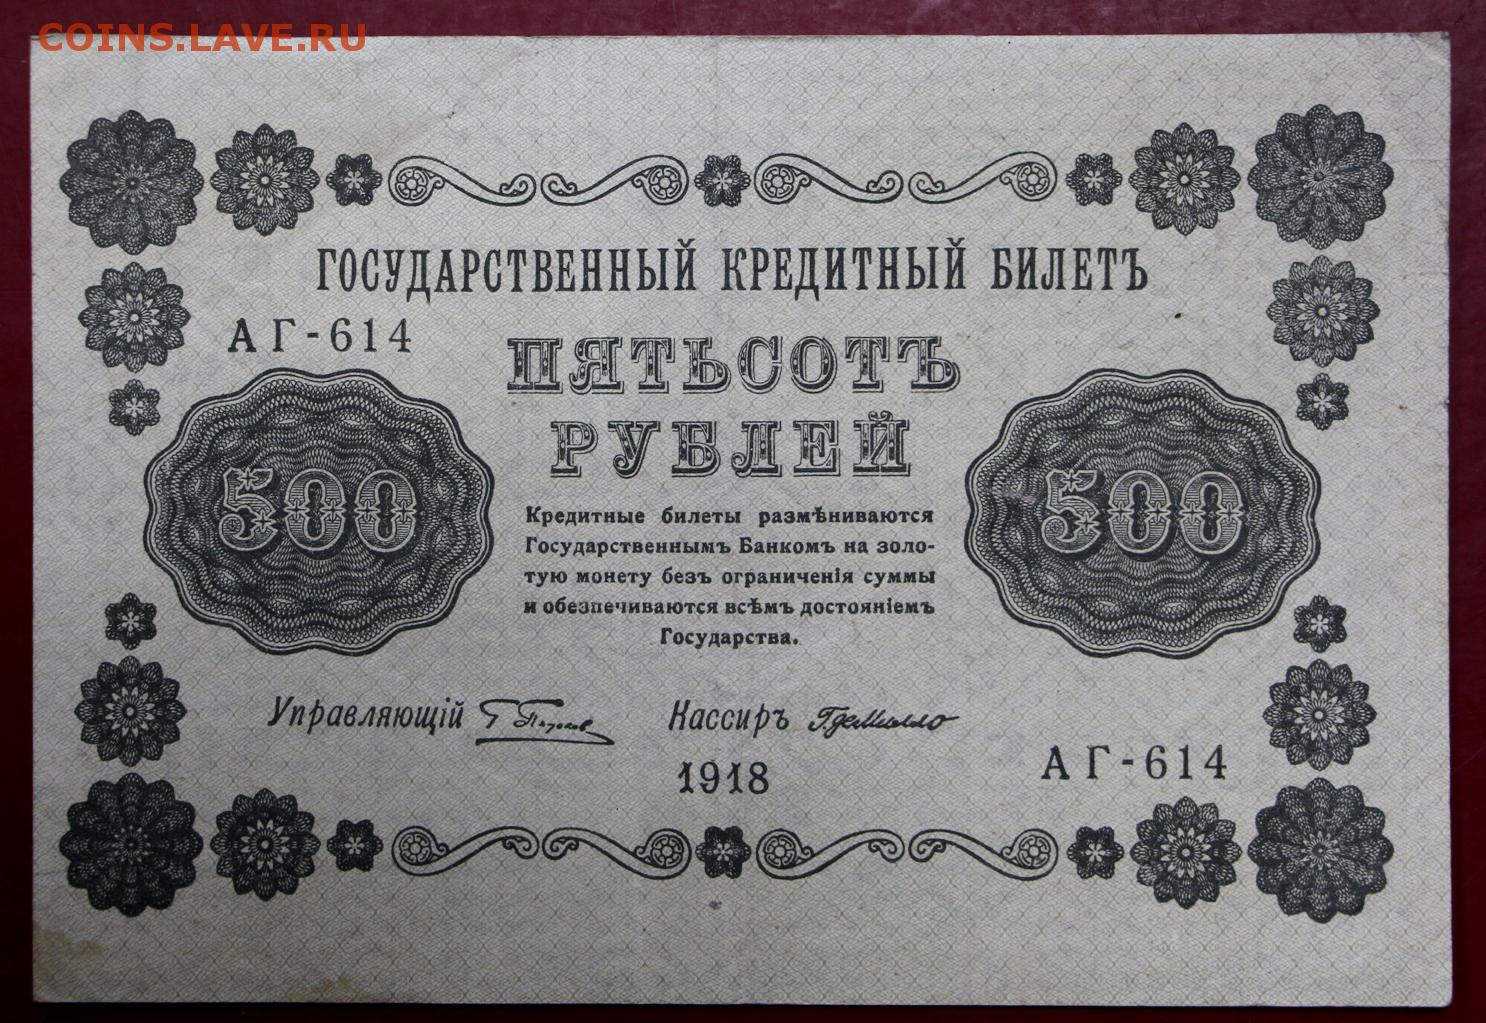 COINS.LAVE.RU
ГОСУДАРСТВЕННЫЙ КРЕДИТНЫЙ БИЛЕТЪ
АГ-614
ПЯТЬСОТЪ
РУБЛЕЙ
500
500
Кредитные билеты размѣниваются
Государственнымъ Банкомъ на золо-
тую монету безъ ограниченія суммы
и обезпечиваются всѣмъ достояніемъ
Государства.
Управляющій Кассиръ
1918
АГ-614